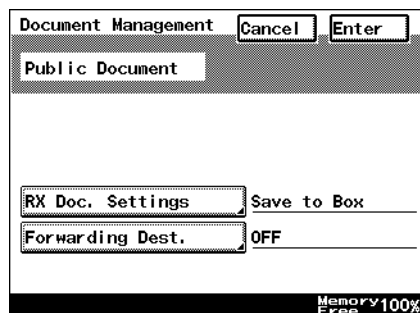 Document Management Cancel Enter
Public Document
RX Doc. Settings Save to Box
Forwarding Dest. OFF
Memory Free 100%